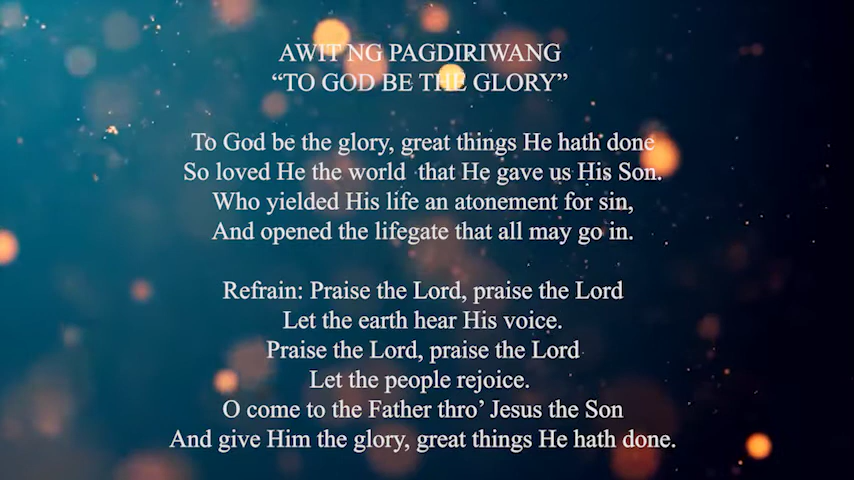 AWIT NG PAGDIRIWANG
“TO GOD BE THE GLORY”
To God be the glory, great things He hath done
So loved He the world that He gave us His Son.
Who yielded His life an atonement for sin,
And opened the lifegate that all may go in.
Refrain: Praise the Lord, praise the Lord
Let the earth hear His voice.
Praise the Lord, praise the Lord
Let the people rejoice.
O come to the Father thro’ Jesus the Son
And give Him the glory, great things He hath done.